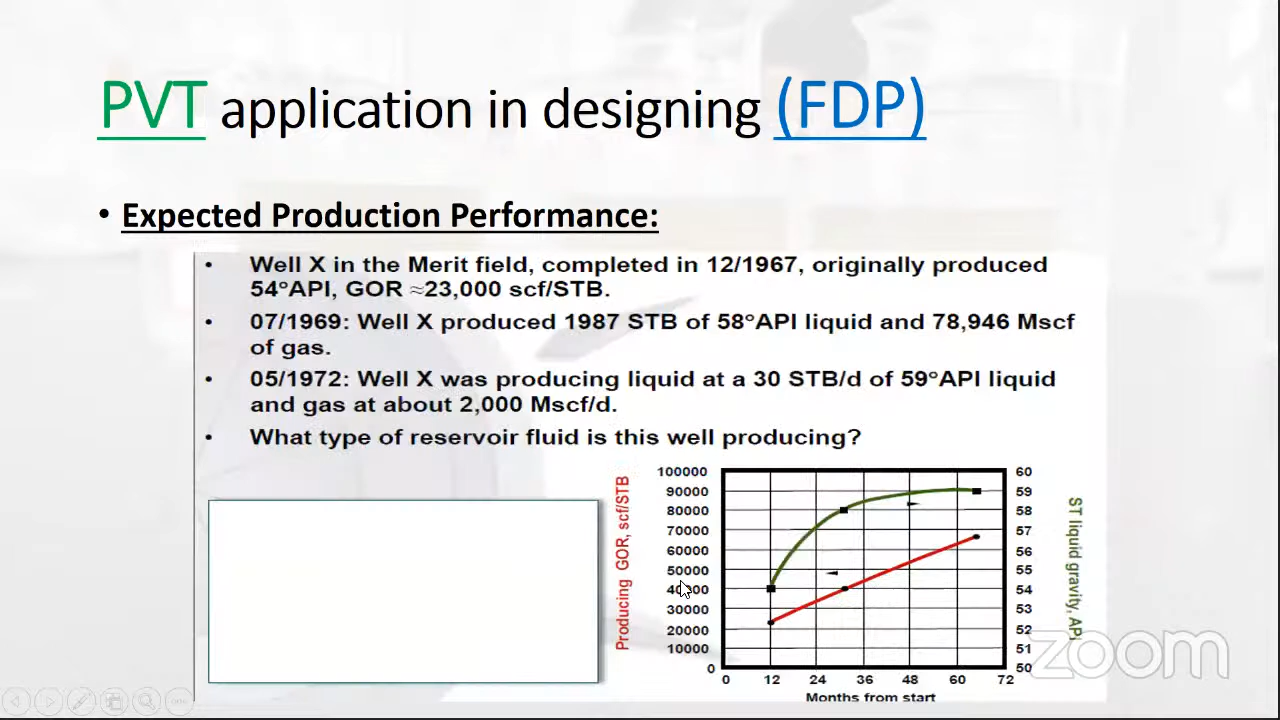 PVT application in designing (FDP)
• Expected Production Performance:
• Well X in the Merit field, completed in 12/1967, originally produced
54°API, GOR ≈23,000 scf/STB.
• 07/1969: Well X produced 1987 STB of 58°API liquid and 78,946 Mscf
of gas.
• 05/1972: Well X was producing liquid at a 30 STB/d of 59°API liquid
and gas at about 2,000 Mscf/d.
• What type of reservoir fluid is this well producing?
Producing GOR, scf/STB
100000
90000
80000
70000
60000
50000
40000
30000
20000
10000
0
60
59
58
57
56
55
54
53
52
51
50
ST liquid gravity, API
0 12 24 36 48 60 72
Months from start
zoom